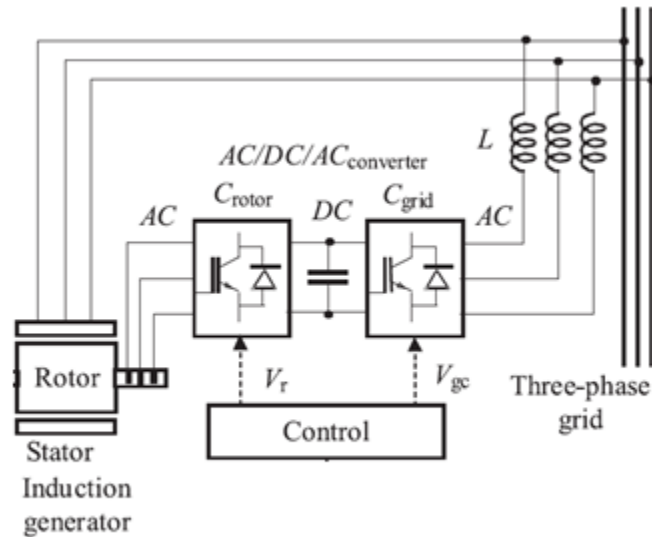 L
AC/DC/ACconverter
Crotor
Cgrid
AC
DC
AC
Rotor
Vr
Vgc
Three-phase
grid
Control
Stator
Induction
generator